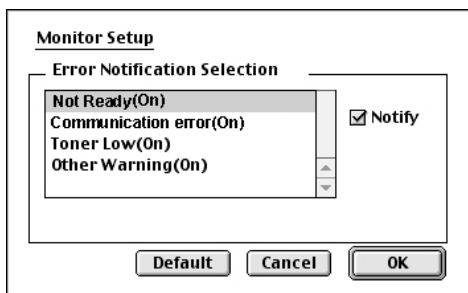 Monitor Setup
Error Notification Selection
Not Ready(On)
Communication error(On)
Toner Low(On)
Other Warning(On)
Notify
Default
Cancel
OK